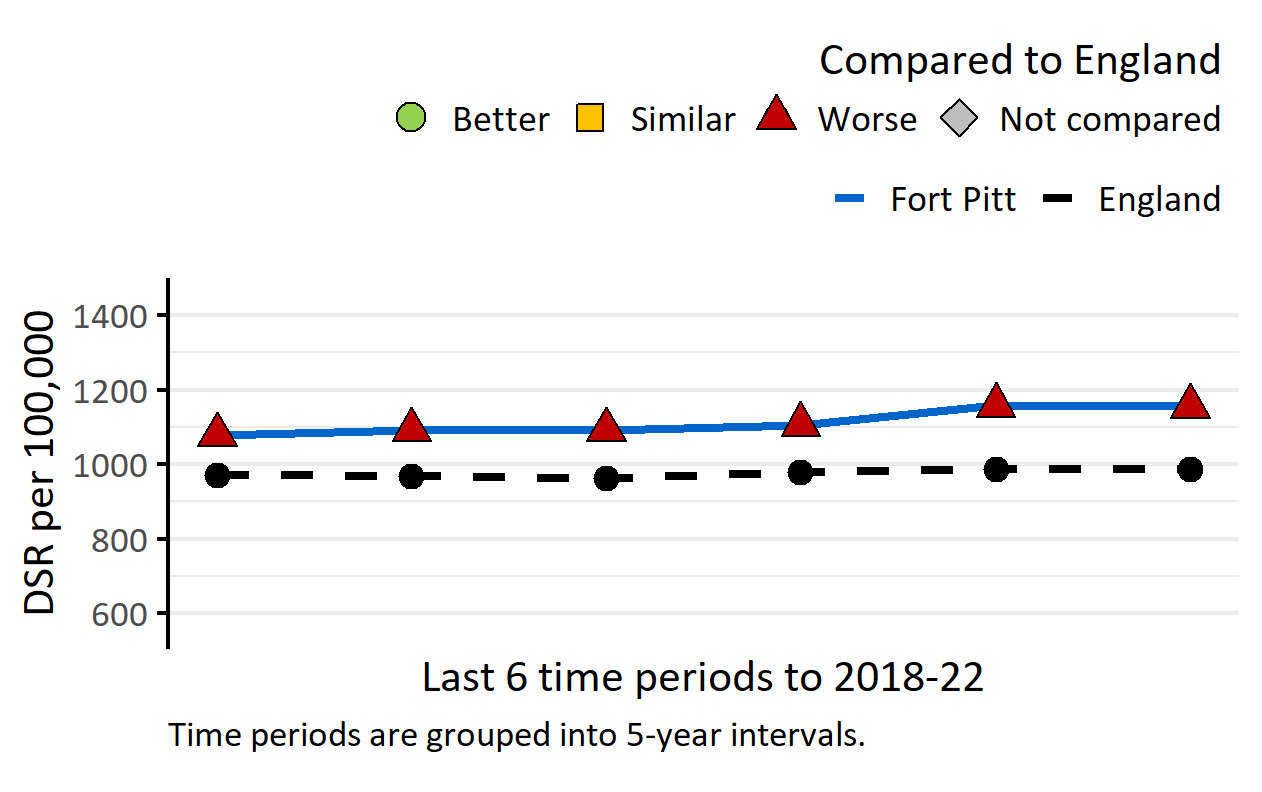 Compared to England
Better Similar Worse Not compared
Fort Pitt England
DSR per 100,000
1400
1200
1000
800
600
Last 6 time periods to 2018-22
Time periods are grouped into 5-year intervals.